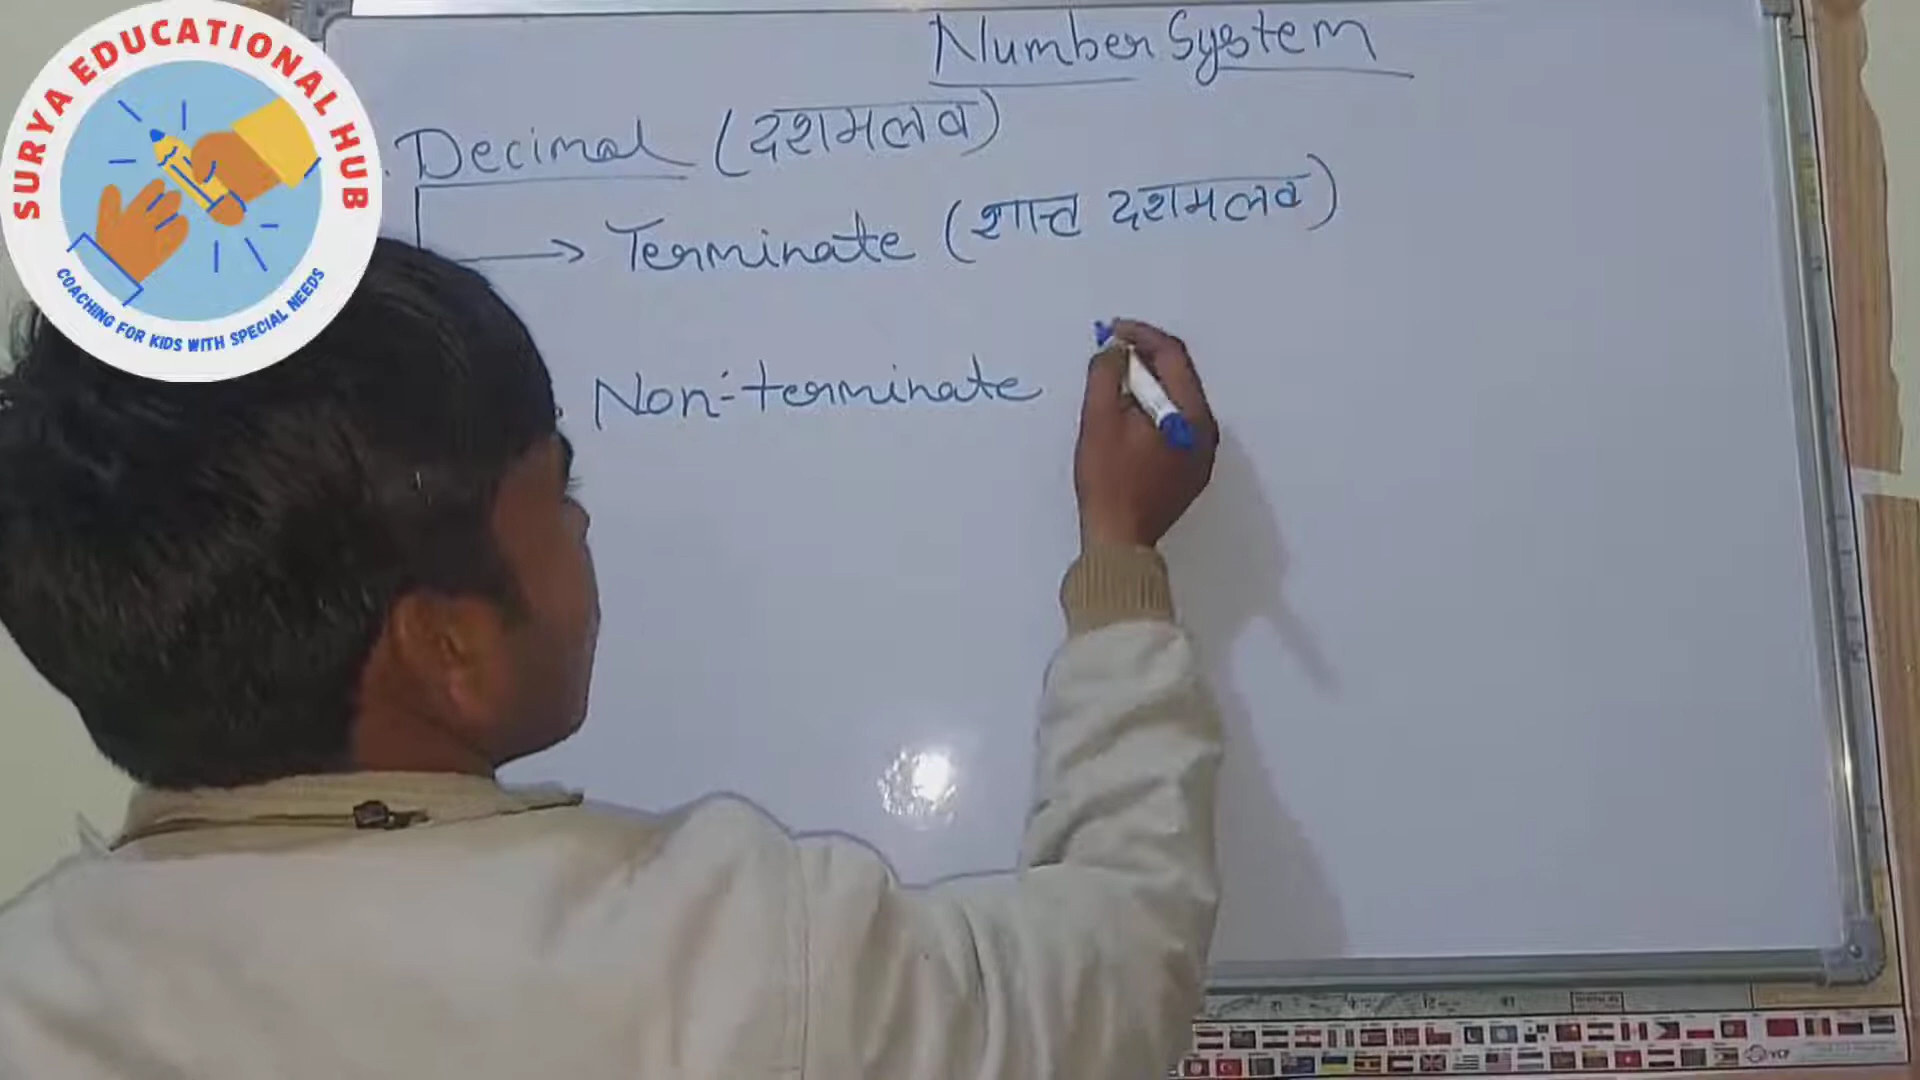 SURYA EDUCATIONAL HUB
COACHING FOR KIDS WITH SPECIAL NEEDS
Number System
Decimal (दशमलव)
Terminate (शान्त दशमलव)
Non-terminate